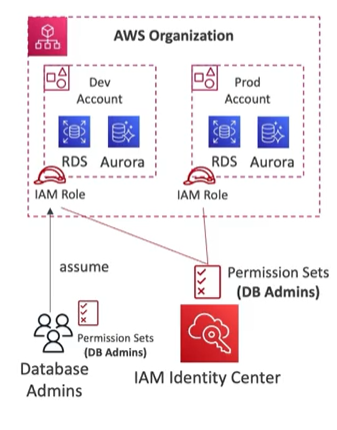 AWS Organization
Dev
Account
RDS Aurora
IAM Role
Prod
Account
RDS Aurora
IAM Role
assume
Permission Sets
(DB Admins)
Database
Admins
Permission Sets
(DB Admins)
IAM Identity Center